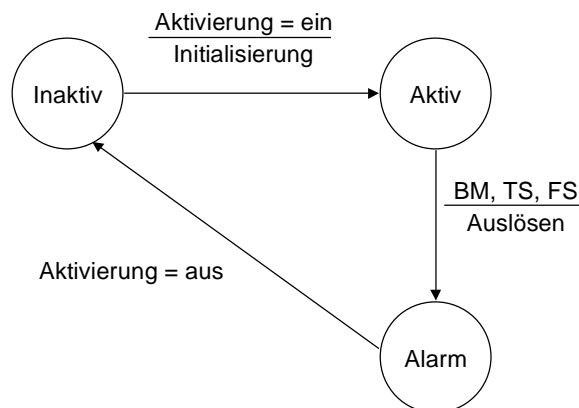 Aktivierung = ein
Initialisierung
Inaktiv
Aktiv
BM, TS, FS
Auslösen
Aktivierung = aus
Alarm